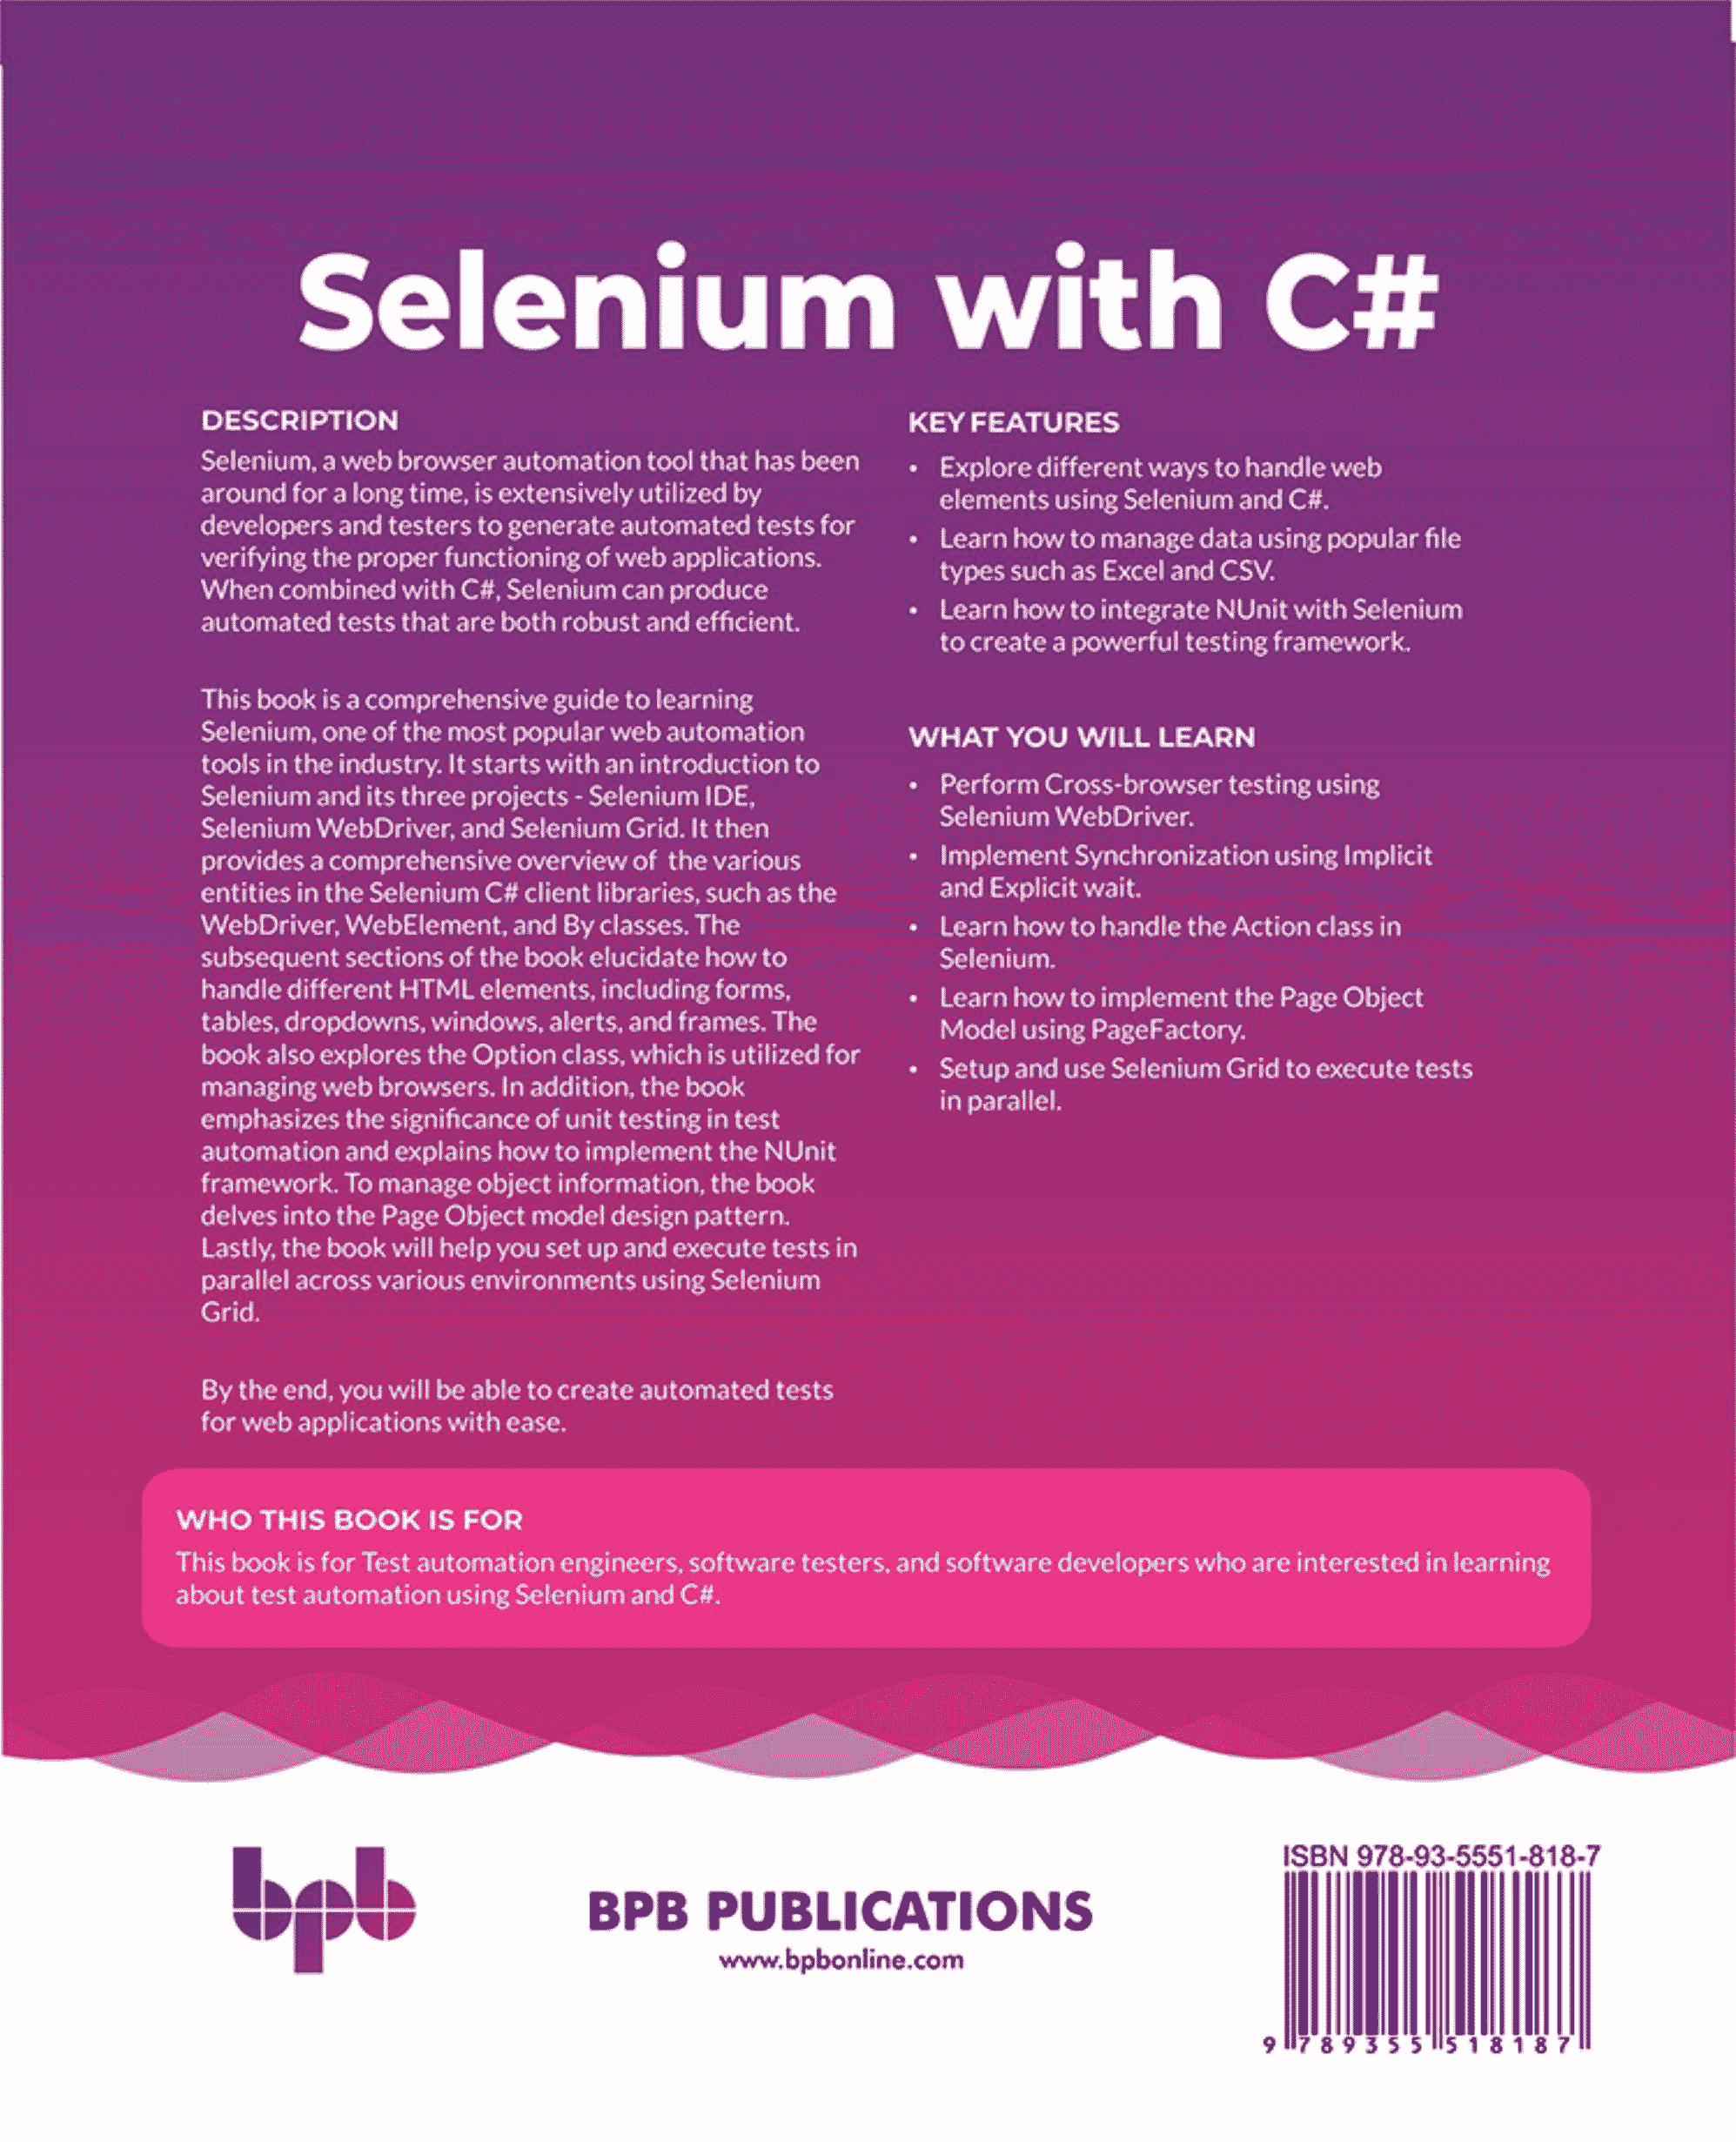 Selenium with C#
DESCRIPTION
Selenium, a web browser automation tool that has been
around for a long time, is extensively utilized by
developers and testers to generate automated tests for
verifying the proper functioning of web applications.
When combined with C#, Selenium can produce
automated tests that are both robust and efficient.
This book is a comprehensive guide to learning
Selenium, one of the most popular web automation
tools in the industry. It starts with an introduction to
Selenium and its three projects - Selenium IDE,
Selenium WebDriver, and Selenium Grid. It then
provides a comprehensive overview of the various
entities in the Selenium C# client libraries, such as the
WebDriver, WebElement, and By classes. The
subsequent sections of the book elucidate how to
handle different HTML elements, including forms,
tables, dropdowns, windows, alerts, and frames. The
book also explores the Option class, which is utilized for
managing web browsers. In addition, the book
emphasizes the significance of unit testing in test
automation and explains how to implement the NUnit
framework. To manage object information, the book
delves into the Page Object model design pattern.
Lastly, the book will help you set up and execute tests in
parallel across various environments using Selenium
Grid.
By the end, you will be able to create automated tests
for web applications with ease.
KEY FEATURES
• Explore different ways to handle web
elements using Selenium and C#.
• Learn how to manage data using popular file
types such as Excel and CSV.
• Learn how to integrate NUnit with Selenium
to create a powerful testing framework.
WHAT YOU WILL LEARN
• Perform Cross-browser testing using
Selenium WebDriver.
• Implement Synchronization using Implicit
and Explicit wait.
• Learn how to handle the Action class in
Selenium.
• Learn how to implement the Page Object
Model using PageFactory.
• Setup and use Selenium Grid to execute tests
in parallel.
WHO THIS BOOK IS FOR
This book is for Test automation engineers, software testers, and software developers who are interested in learning
about test automation using Selenium and C#.
bpb
BPB PUBLICATIONS
www.bpbonline.com
ISBN 978-93-5551-818-7
9 789355 518187